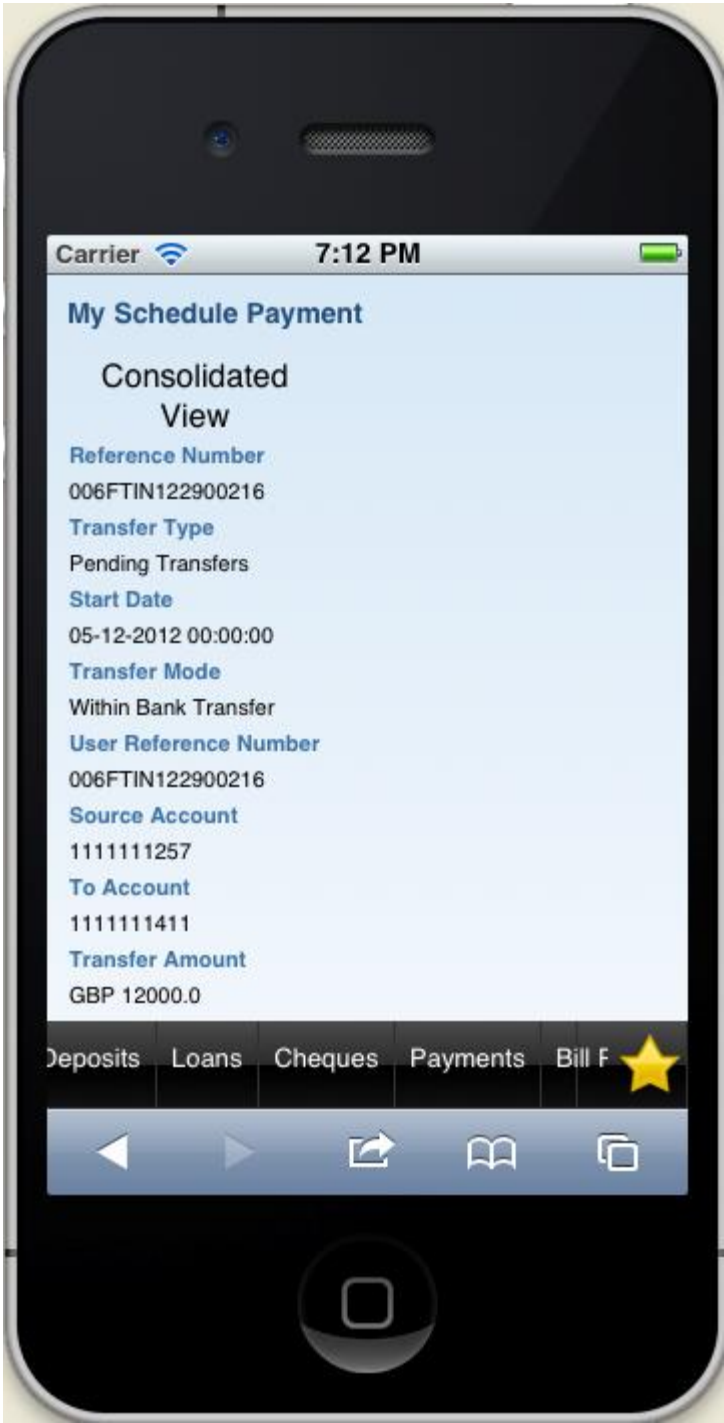 Carrier 7:12 PM
My Schedule Payment
Consolidated
View
Reference Number
006FTIN122900216
Transfer Type
Pending Transfers
Start Date
05-12-2012 00:00:00
Transfer Mode
Within Bank Transfer
User Reference Number
006FTIN122900216
Source Account
1111111257
To Account
1111111411
Transfer Amount
GBP 12000.0
Deposits Loans Cheques Payments Bill